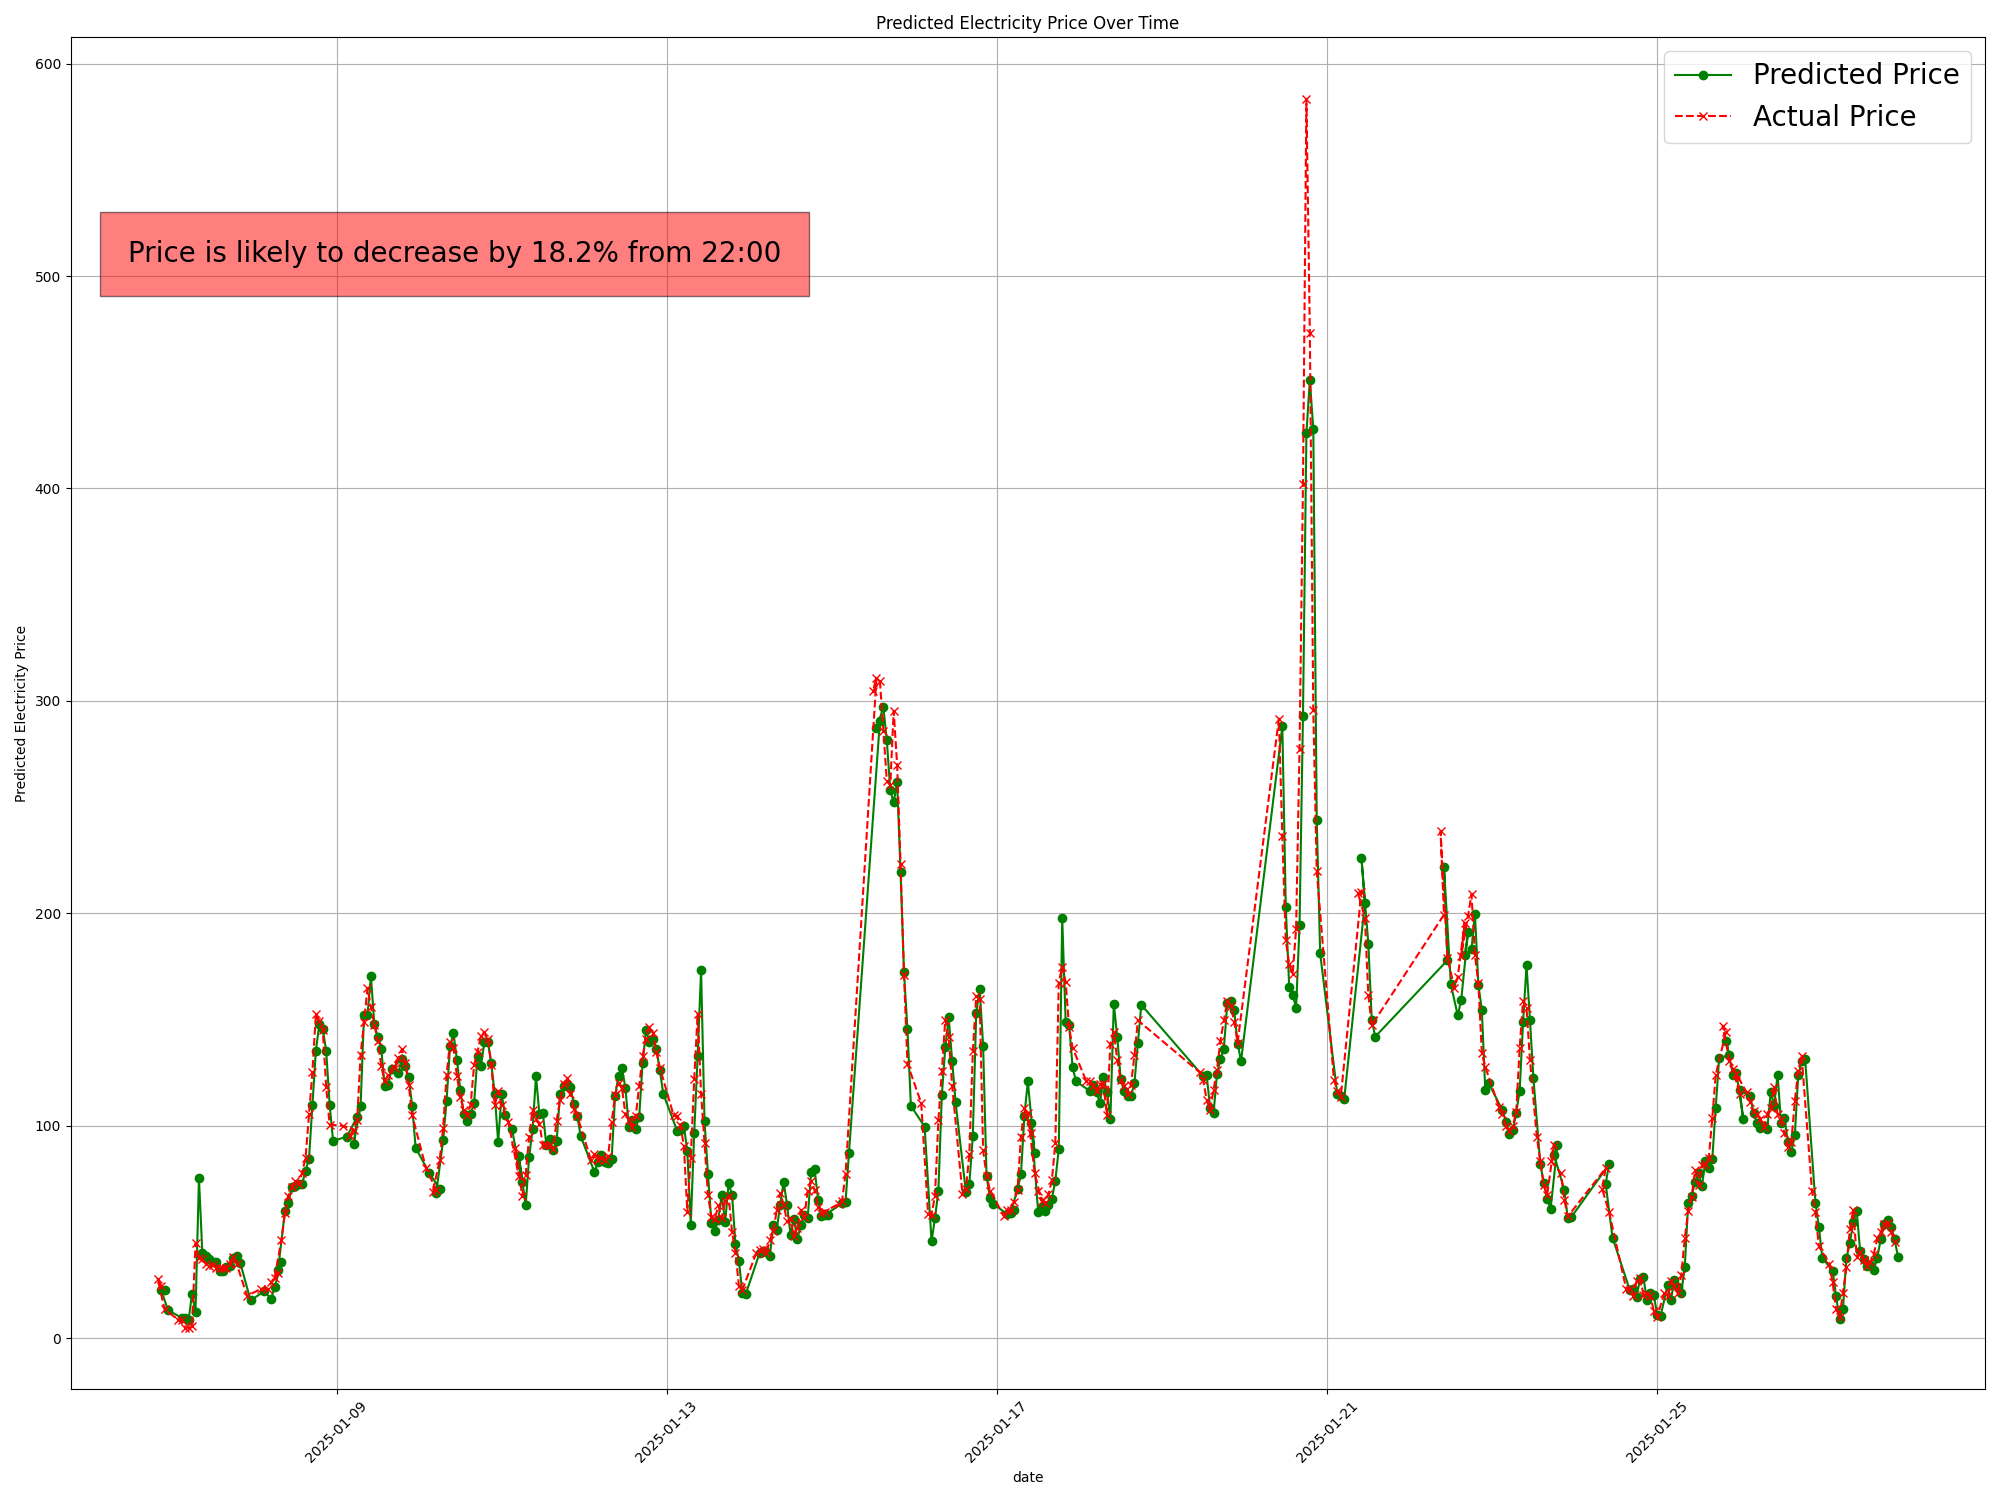 Predicted Electricity Price Over Time
Predicted Price
Actual Price
Price is likely to decrease by 18.2% from 22:00
Predicted Electricity Price
600
500
400
300
200
100
0
2025-01-09
2025-01-13
2025-01-17
2025-01-21
2025-01-25
date